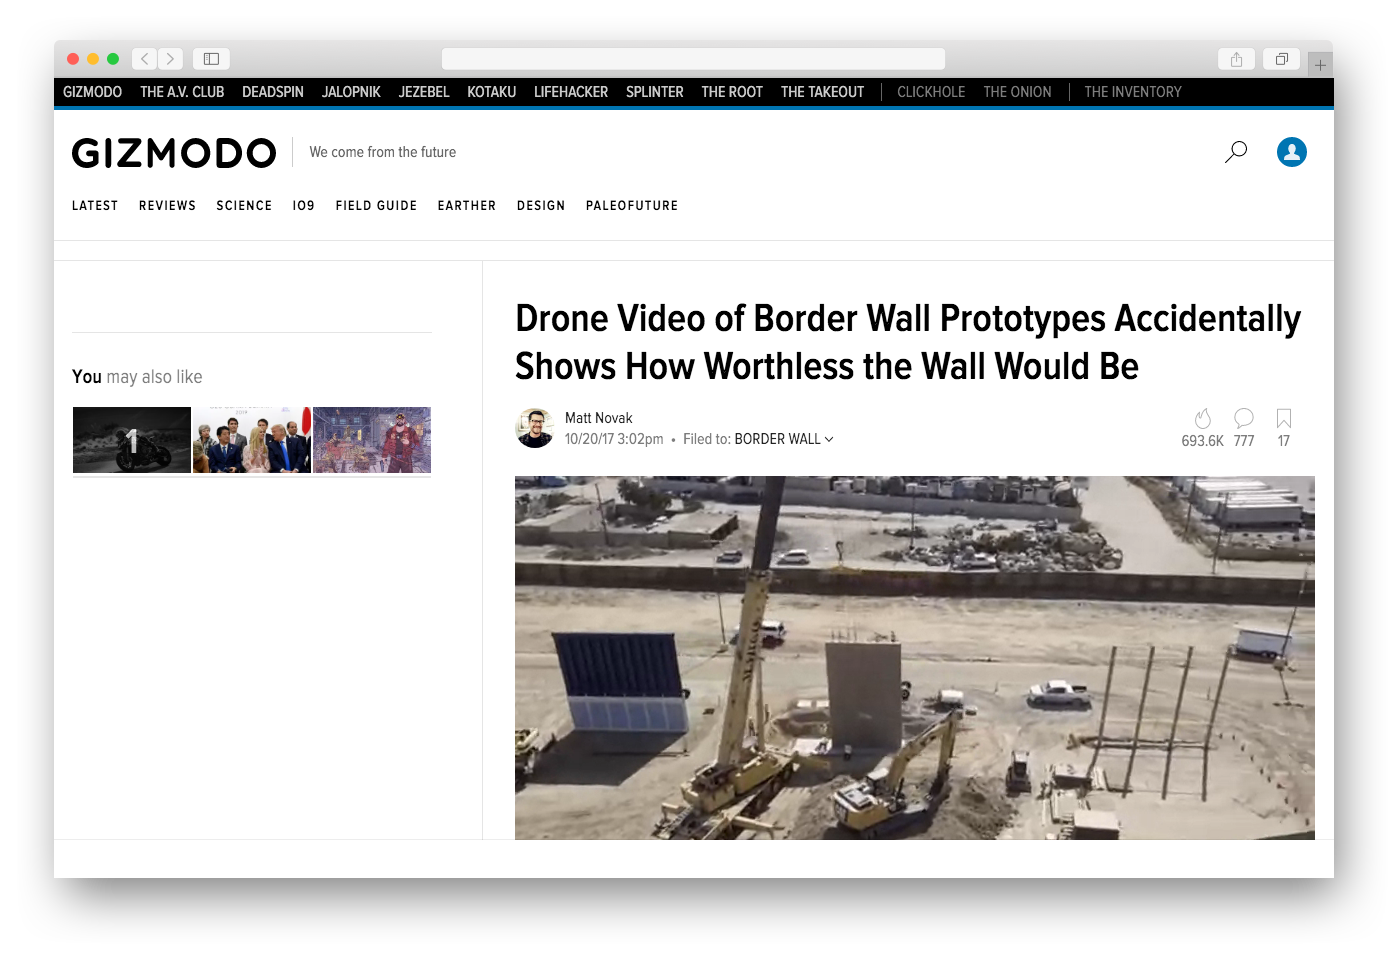 GIZMODO THE A.V. CLUB DEADSPIN JALOPNIK JEZEBEL KOTAKU LIFEHACKER SPLINTER THE ROOT THE TAKEOUT CLICKHOLE THE ONION THE INVENTORY
GIZMODO We come from the future
LATEST REVIEWS SCIENCE IO9 FIELD GUIDE EARTHER DESIGN PALEOFUTURE
Drone Video of Border Wall Prototypes Accidentally
Shows How Worthless the Wall Would Be
You may also like
1
Matt Novak
10/20/17 3:02pm • Filed to: BORDER WALL
693.6K 777 17